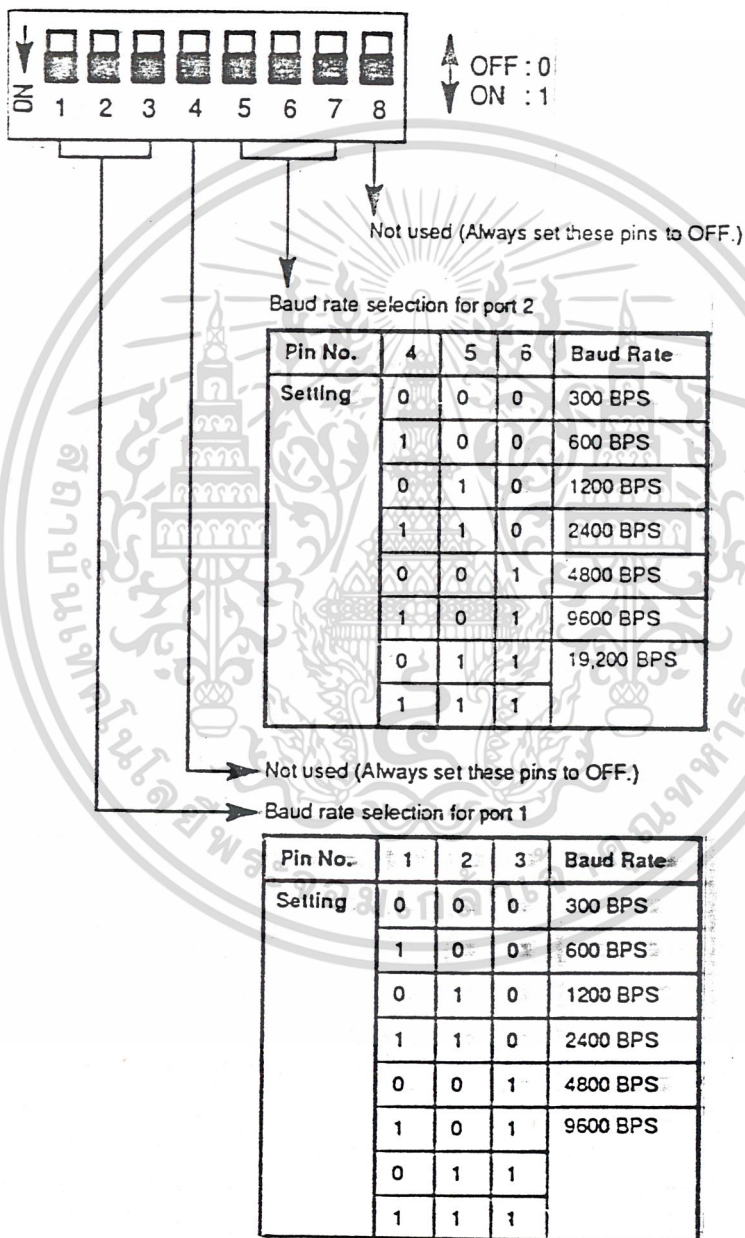 ON
1 2 3 4 5 6 7 8
OFF : 0
ON : 1
Not used (Always set these pins to OFF.)
Baud rate selection for port 2
Pin No. 4 5 6 Baud Rate
Setting 0 0 0 300 BPS
1 0 0 600 BPS
0 1 0 1200 BPS
1 1 0 2400 BPS
0 0 1 4800 BPS
1 0 1 9600 BPS
0 1 1 19,200 BPS
1 1 1
Not used (Always set these pins to OFF.)
Baud rate selection for port 1
Pin No. 1 2 3 Baud Rate
Setting 0 0 0 300 BPS
1 0 0 600 BPS
0 1 0 1200 BPS
1 1 0 2400 BPS
0 0 1 4800 BPS
1 0 1 9600 BPS
0 1 1
1 1 1